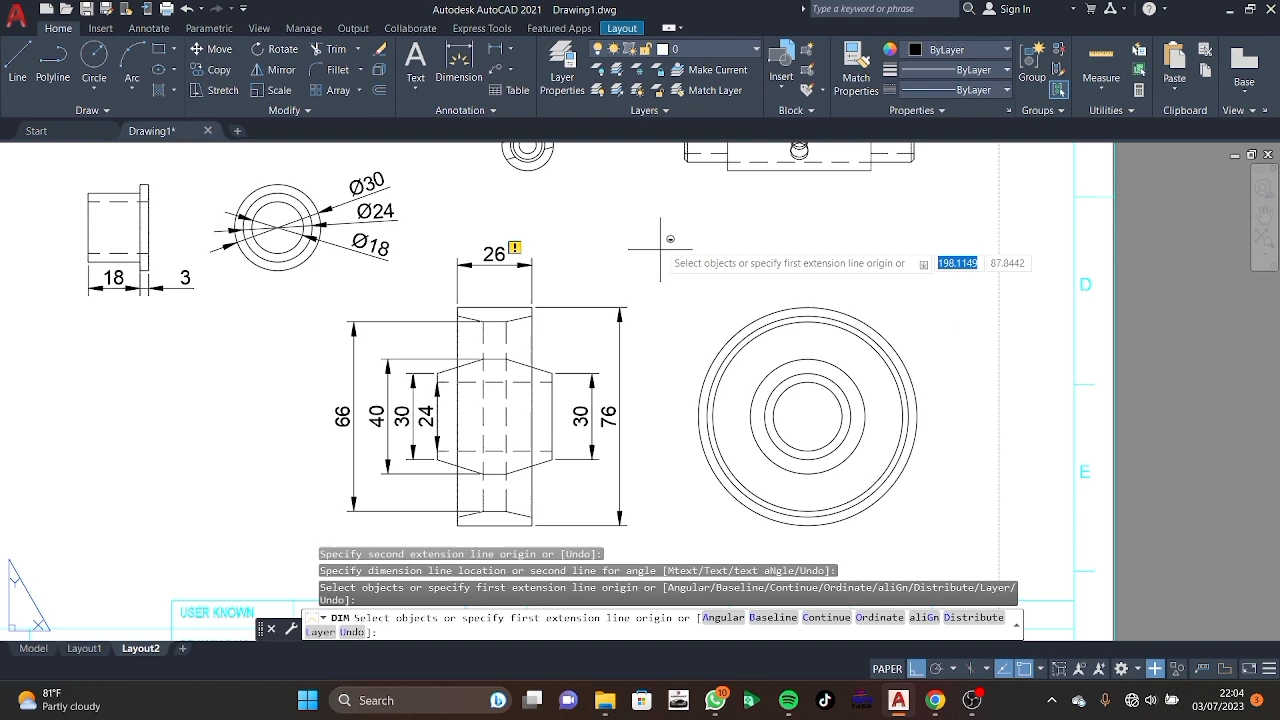 Autodesk AutoCAD 2021 Drawing1.dwg
Type a keyword or phrase
Sign In
Home Insert Annotate Parametric View Manage Output Collaborate Express Tools Featured Apps Layout
Line Polyline Circle Arc
Move Rotate Trim
Copy Mirror Fillet
Stretch Scale Array
Text Dimension Linear
Leader
Table
Layer
Properties
0
Make Current
Match Layer
Insert
Match
Properties
ByLayer
ByLayer
ByLayer
Group
Measure
Paste
Base
Draw Modify Annotation Layers Block Properties Groups Utilities Clipboard View
Start Drawing1*
Ø30
Ø24
Ø18
18 3
26
Select objects or specify first extension line origin or 198.1149 87.8442
D
66 40 30 24 30 76
E
Specify second extension line origin or [Undo]:
Specify dimension line location or second line for angle [Mtext/Text/text aNgle/Undo]:
Select objects or specify first extension line origin or [Angular/Baseline/Continue/Ordinate/aliGn/Distribute/Layer/
Undo]:
USER KNOWN
DIM Select objects or specify first extension line origin or [Angular Baseline Continue Ordinate aliGn Distribute
Layer Undo]:
Model Layout1 Layout2
PAPER
81°F
Partly cloudy
Search
10
22:04
03/07/2023
3